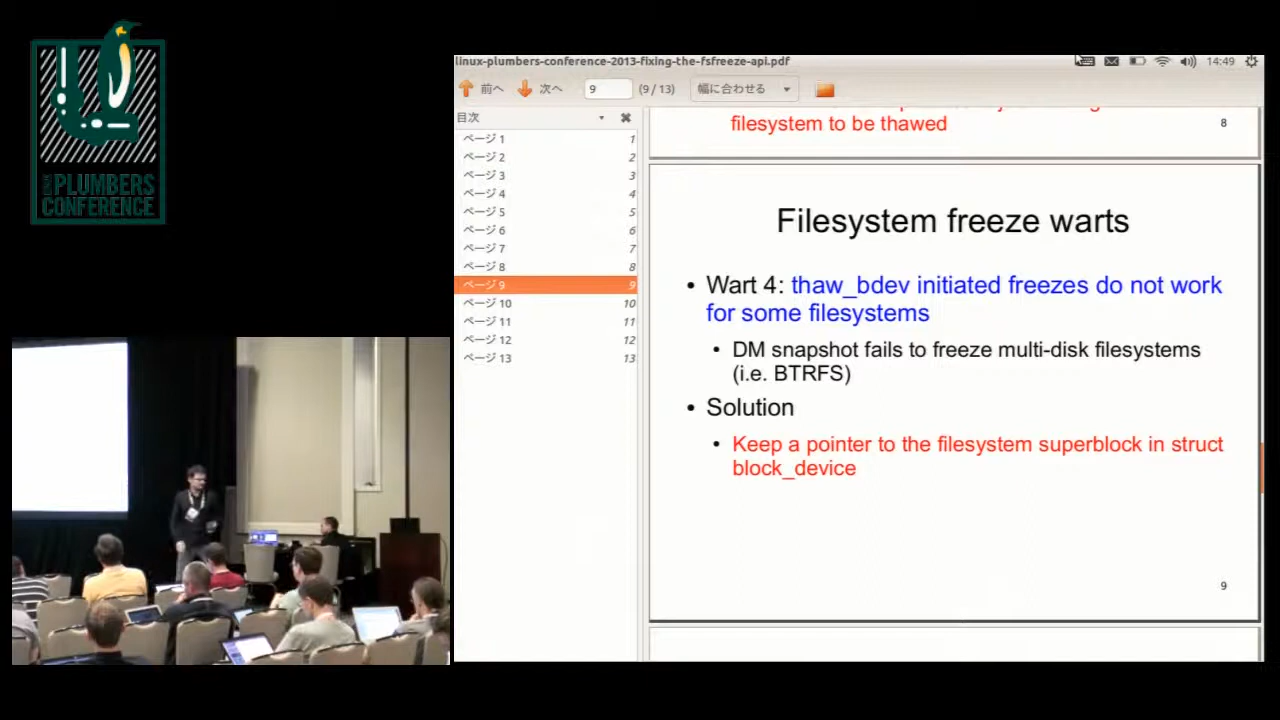 LINUX
PLUMBERS
CONFERENCE
linux-plumbers-conference-2013-fixing-the-fsfreeze-api.pdf
14:49
前へ
次へ
9
(9 / 13)
幅に合わせる
目次
ページ 1 1
ページ 2 2
ページ 3 3
ページ 4 4
ページ 5 5
ページ 6 6
ページ 7 7
ページ 8 8
ページ 9 9
ページ 10 10
ページ 11 11
ページ 12 12
ページ 13 13
filesystem to be thawed
8
Filesystem freeze warts
• Wart 4: thaw_bdev initiated freezes do not work
for some filesystems
• DM snapshot fails to freeze multi-disk filesystems
(i.e. BTRFS)
• Solution
• Keep a pointer to the filesystem superblock in struct
block_device
9